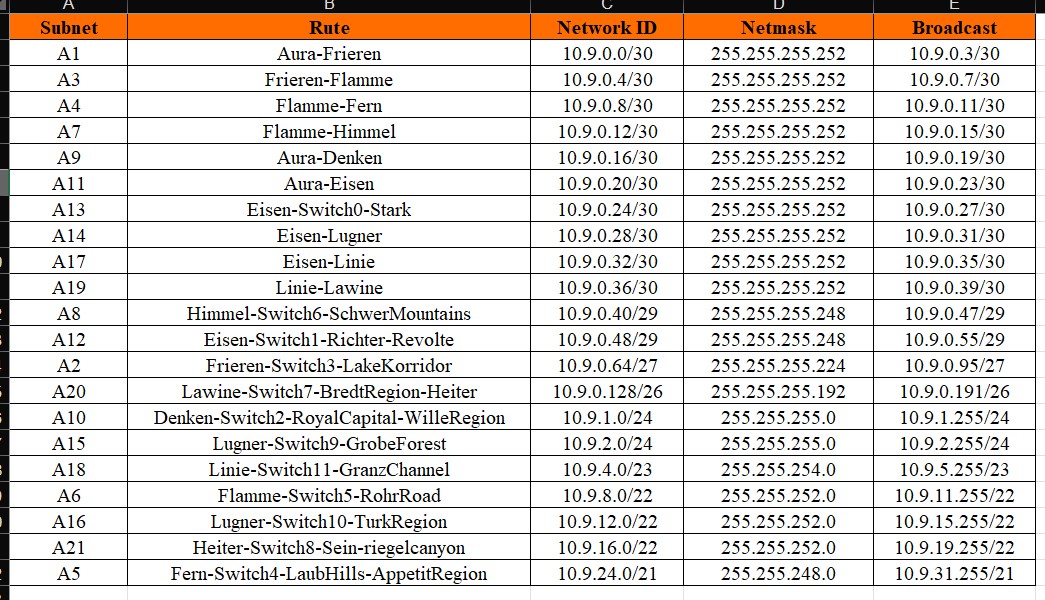 A B C D E
Subnet Rute Network ID Netmask Broadcast
A1 Aura-Frieren 10.9.0.0/30 255.255.255.252 10.9.0.3/30
A3 Frieren-Flamme 10.9.0.4/30 255.255.255.252 10.9.0.7/30
A4 Flamme-Fern 10.9.0.8/30 255.255.255.252 10.9.0.11/30
A7 Flamme-Himmel 10.9.0.12/30 255.255.255.252 10.9.0.15/30
A9 Aura-Denken 10.9.0.16/30 255.255.255.252 10.9.0.19/30
A11 Aura-Eisen 10.9.0.20/30 255.255.255.252 10.9.0.23/30
A13 Eisen-Switch0-Stark 10.9.0.24/30 255.255.255.252 10.9.0.27/30
A14 Eisen-Lugner 10.9.0.28/30 255.255.255.252 10.9.0.31/30
A17 Eisen-Linie 10.9.0.32/30 255.255.255.252 10.9.0.35/30
A19 Linie-Lawine 10.9.0.36/30 255.255.255.252 10.9.0.39/30
A8 Himmel-Switch6-SchwerMountains 10.9.0.40/29 255.255.255.248 10.9.0.47/29
A12 Eisen-Switch1-Richter-Revolte 10.9.0.48/29 255.255.255.248 10.9.0.55/29
A2 Frieren-Switch3-LakeKorridor 10.9.0.64/27 255.255.255.224 10.9.0.95/27
A20 Lawine-Switch7-BredtRegion-Heiter 10.9.0.128/26 255.255.255.192 10.9.0.191/26
A10 Denken-Switch2-RoyalCapital-WilleRegion 10.9.1.0/24 255.255.255.0 10.9.1.255/24
A15 Lugner-Switch9-GrobeForest 10.9.2.0/24 255.255.255.0 10.9.2.255/24
A18 Linie-Switch11-GranzChannel 10.9.4.0/23 255.255.254.0 10.9.5.255/23
A6 Flamme-Switch5-RohrRoad 10.9.8.0/22 255.255.252.0 10.9.11.255/22
A16 Lugner-Switch10-TurkRegion 10.9.12.0/22 255.255.252.0 10.9.15.255/22
A21 Heiter-Switch8-Sein-riegelcanyon 10.9.16.0/22 255.255.252.0 10.9.19.255/22
A5 Fern-Switch4-LaubHills-AppetitRegion 10.9.24.0/21 255.255.248.0 10.9.31.255/21